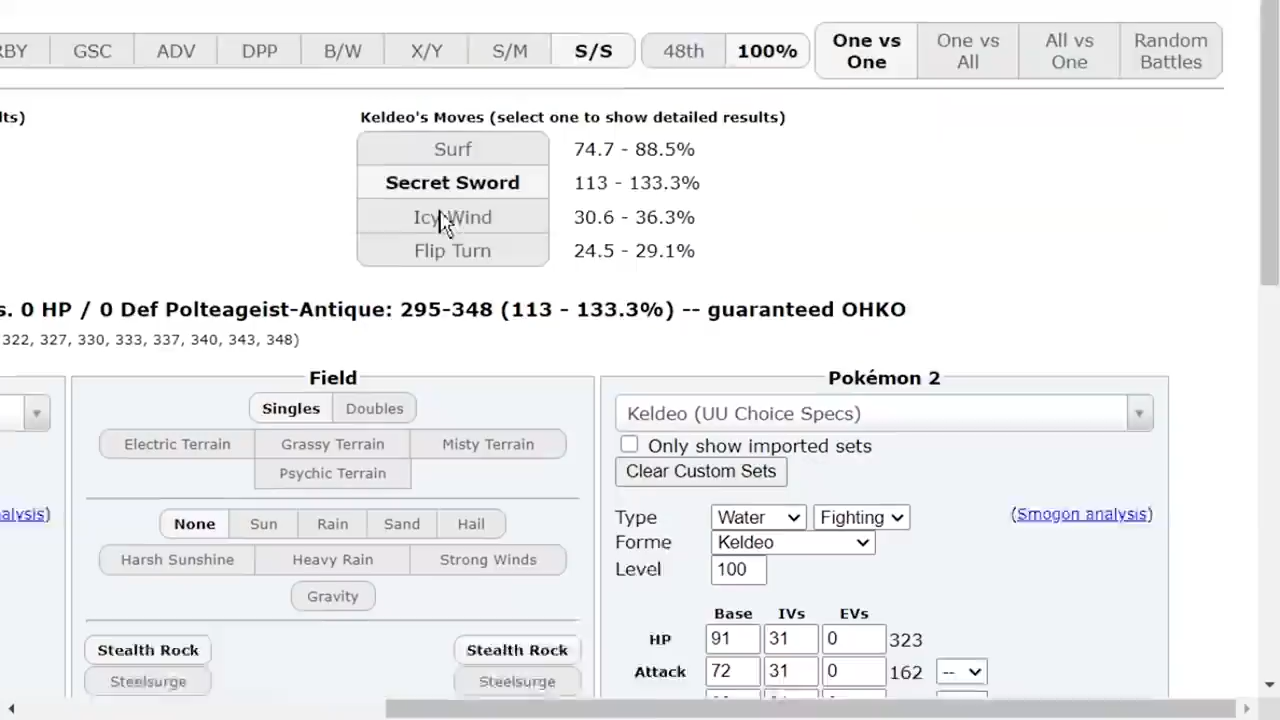 RBY GSC ADV DPP B/W X/Y S/M S/S 48th 100% One vs One One vs All All vs One Random Battles
lts)
Keldeo's Moves (select one to show detailed results)
Surf 74.7 - 88.5%
Secret Sword 113 - 133.3%
Icy Wind 30.6 - 36.3%
Flip Turn 24.5 - 29.1%
s. 0 HP / 0 Def Polteageist-Antique: 295-348 (113 - 133.3%) -- guaranteed OHKO
322, 327, 330, 333, 337, 340, 343, 348)
Field
Singles Doubles
Electric Terrain Grassy Terrain Misty Terrain
Psychic Terrain
None Sun Rain Sand Hail
Harsh Sunshine Heavy Rain Strong Winds
Gravity
Stealth Rock Stealth Rock
Steelsurge Steelsurge
alysis)
Pokémon 2
Keldeo (UU Choice Specs)
Only show imported sets
Clear Custom Sets
Type Water Fighting (Smogon analysis)
Forme Keldeo
Level 100
Base IVs EVs
HP 91 31 0 323
Attack 72 31 0 162 --